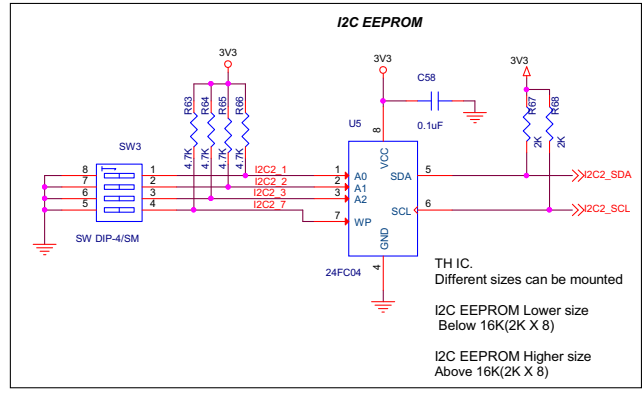 I2C EEPROM
3V3
3V3
3V3
C58
0.1uF
R63
R64
R65
R66
4.7K
4.7K
4.7K
4.7K
R67
R68
2K
2K
U5
8
VCC
SW3
8
7
6
5
1
2
3
4
I2C2_1
I2C2_2
I2C2_3
I2C2_7
1
2
3
7
A0
A1
A2
WP
SDA
SCL
5
6
I2C2_SDA
I2C2_SCL
GND
4
SW DIP-4/SM
24FC04
TH IC.
Different sizes can be mounted
I2C EEPROM Lower size
Below 16K(2K X 8)
I2C EEPROM Higher size
Above 16K(2K X 8)